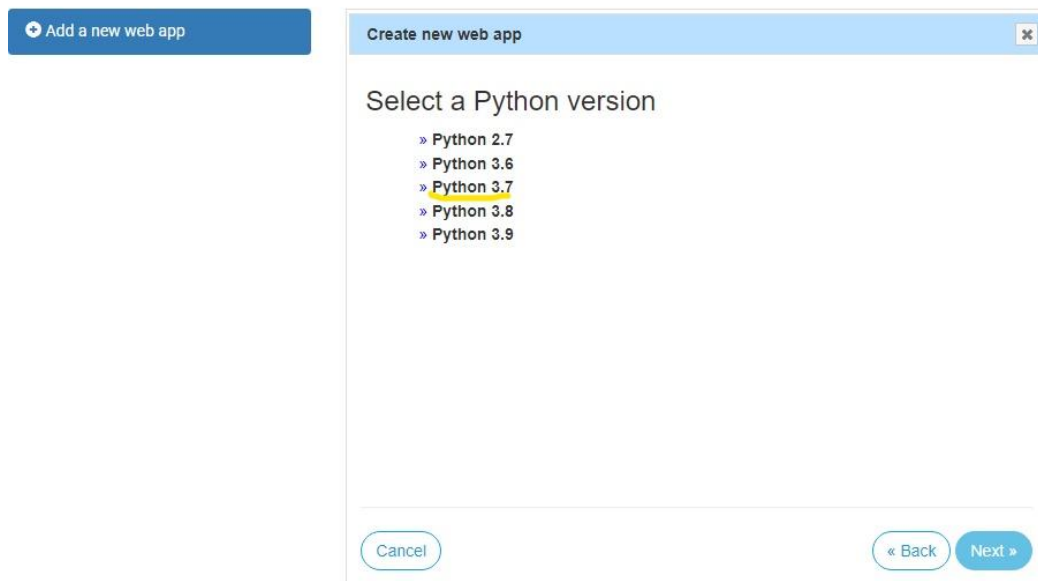 Add a new web app
Create new web app
Select a Python version
» Python 2.7
» Python 3.6
» Python 3.7
» Python 3.8
» Python 3.9
Cancel
« Back
Next »